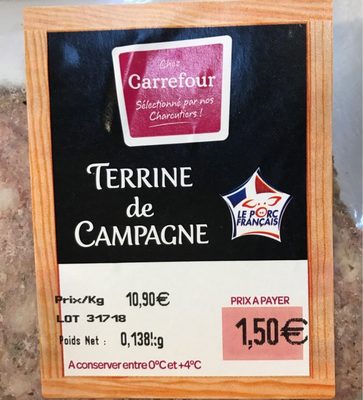 Chez
Carrefour
Sélectionné par nos
Charcutiers !
TERRINE
de
CAMPAGNE
LE PORC
FRANÇAIS
Prix/Kg 10,90€
PRIX A PAYER
LOT 31718
1,50€
Poids Net : 0,138kg
A conserver entre 0°C et +4°C